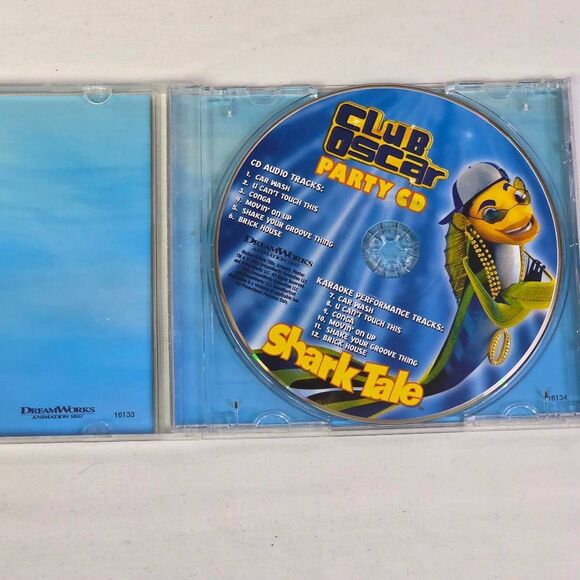 CLUB
OSCAR
PARTY CD
CD AUDIO TRACKS:
1. CAR WASH
2. U CAN'T TOUCH THIS
3. CONGA
4. MOVIN' ON UP
5. SHAKE YOUR GROOVE THING
6. BRICK HOUSE
DREAMWORKS
ANIMATION SKG
KARAOKE PERFORMANCE TRACKS:
7. CAR WASH
8. U CAN'T TOUCH THIS
9. CONGA
10. MOVIN' ON UP
11. SHAKE YOUR GROOVE THING
12. BRICK HOUSE
Shark Tale
16134
DREAMWORKS
ANIMATION SKG
16133